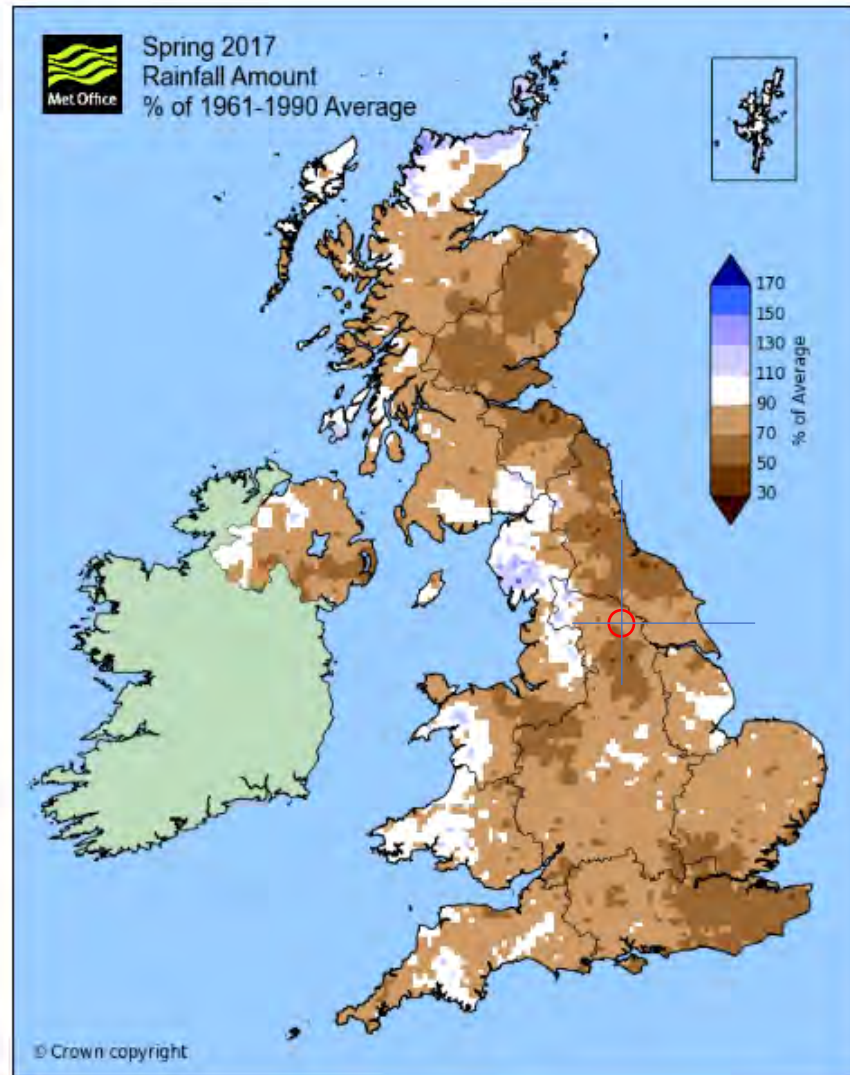 Met Office
Spring 2017
Rainfall Amount
% of 1961-1990 Average
170
150
130
110
90
70
50
30
% of Average
© Crown copyright